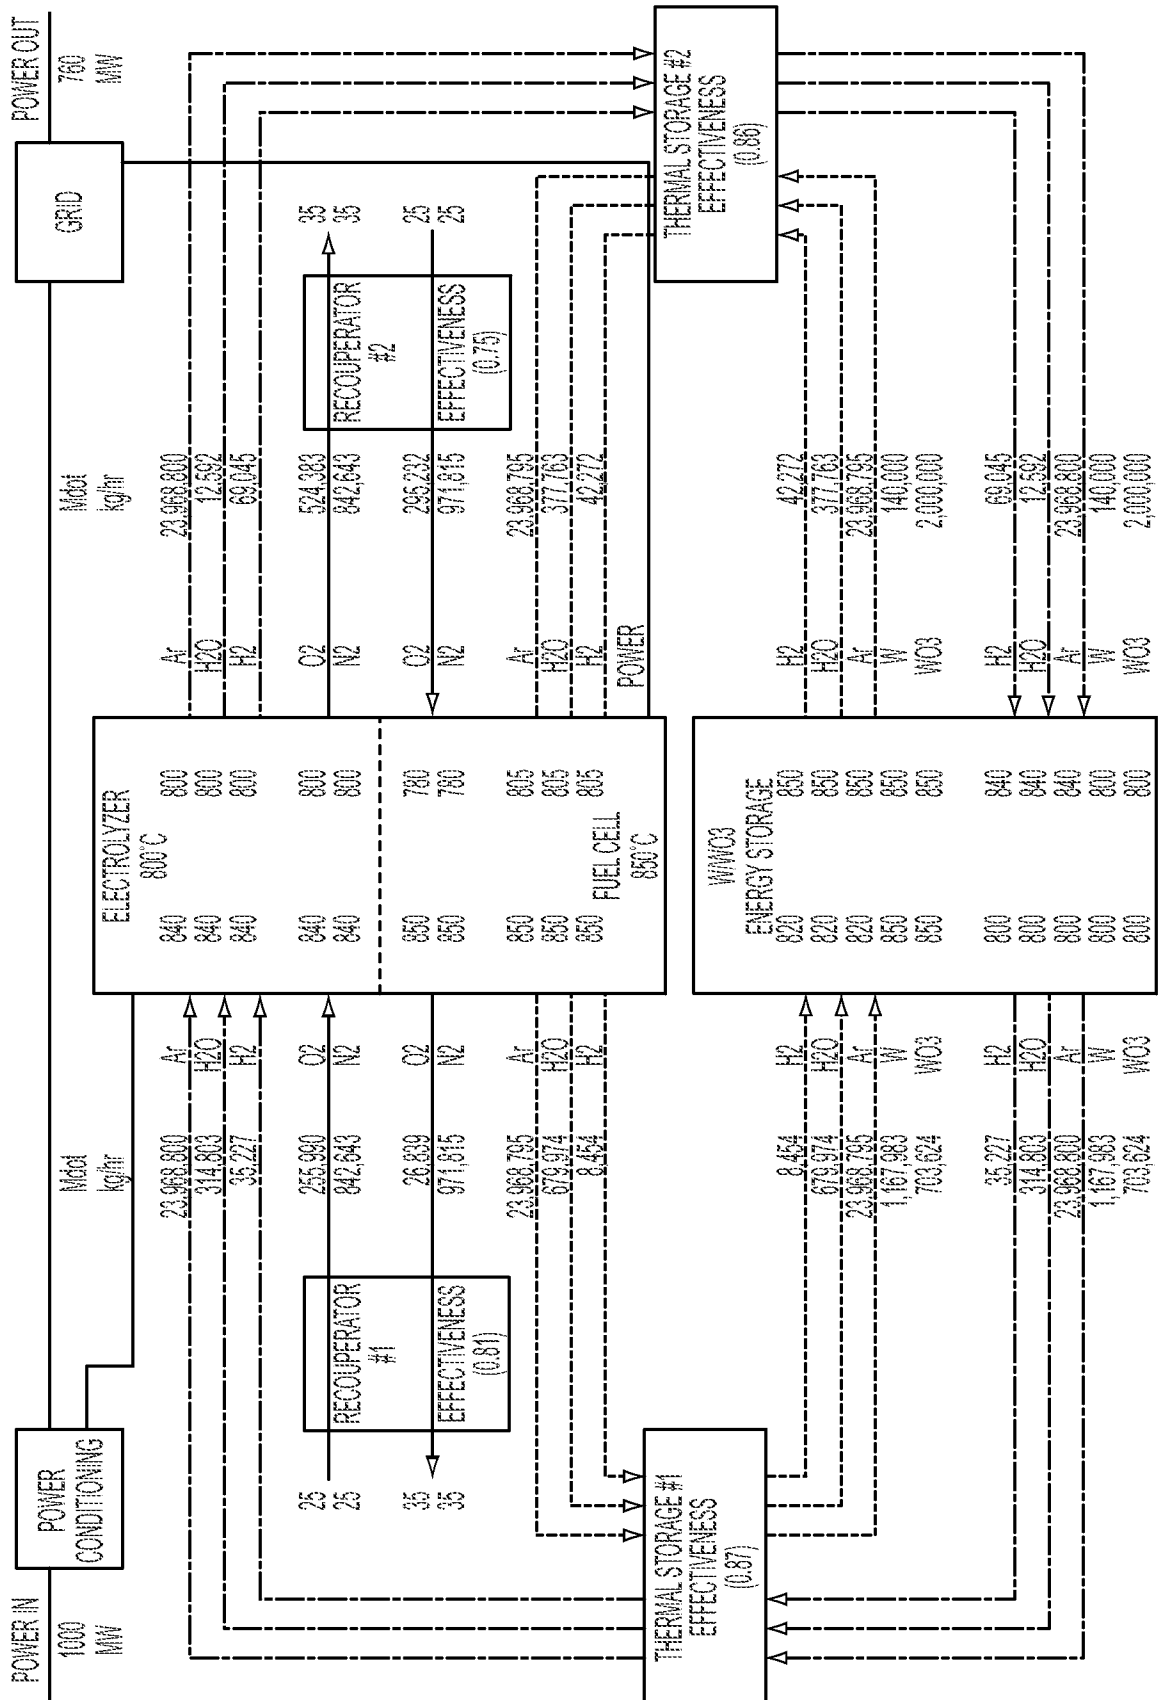 POWER IN
1000
MW
POWER
CONDITIONING
GRID
POWER OUT
760
MW
Mdot
kg/hr
Mdot
kg/hr
23,968,800 Ar
314,803 H2O
35,227 H2
25 255,990 O2
25 842,643 N2
35 26,839 O2
35 971,815 N2
23,968,795 Ar
679,974 H2O
8,454 H2
RECOUPERATOR
#1
EFFECTIVENESS
(0.81)
ELECTROLYZER
800°C
840 800
840 800
840 800
840 800
840 800
850 780
850 780
850 805
850 805
850 805
FUEL CELL
850°C
Ar 23,968,800
H2O 12,592
H2 69,045
O2 524,383 35
N2 842,643 35
O2 295,232 25
N2 971,815 25
Ar 23,968,795
H2O 377,763
H2 42,272
POWER
RECOUPERATOR
#2
EFFECTIVENESS
(0.75)
THERMAL STORAGE #1
EFFECTIVENESS
(0.87)
THERMAL STORAGE #2
EFFECTIVENESS
(0.86)
8,454 H2
679,974 H2O
23,968,795 Ar
1,167,983 W
703,624 WO3
35,227 H2
314,803 H2O
23,968,800 Ar
1,167,983 W
703,624 WO3
W/WO3
ENERGY STORAGE
820 850
820 850
820 850
850 850
850 850
800 840
800 840
800 840
800 800
800 800
H2 42,272
H2O 377,763
Ar 23,968,795
W 140,000
WO3 2,000,000
H2 69,045
H2O 12,592
Ar 23,968,800
W 140,000
WO3 2,000,000